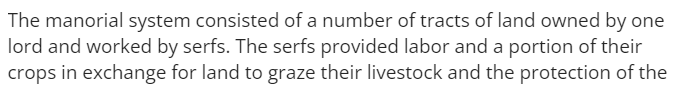 The manorial system consisted of a number of tracts of land owned by one
lord and worked by serfs. The serfs provided labor and a portion of their
crops in exchange for land to graze their livestock and the protection of the